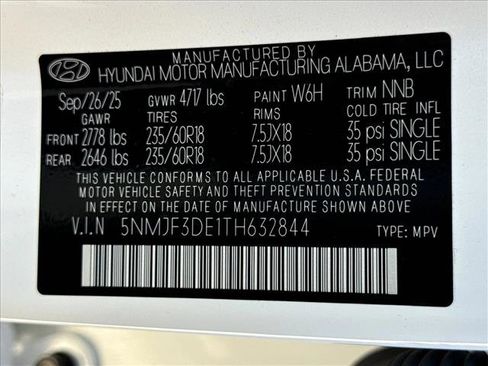 MANUFACTURED BY
HYUNDAI MOTOR MANUFACTURING ALABAMA, LLC
Sep/26/25 GVWR 4717 lbs PAINT W6H TRIM NNB
GAWR TIRES RIMS COLD TIRE INFL
FRONT 2778 lbs 235/60R18 7.5JX18 35 psi SINGLE
REAR 2646 lbs 235/60R18 7.5JX18 35 psi SINGLE
THIS VEHICLE CONFORMS TO ALL APPLICABLE U.S.A. FEDERAL
MOTOR VEHICLE SAFETY AND THEFT PREVENTION STANDARDS
IN EFFECT ON THE DATE OF MANUFACTURE SHOWN ABOVE.
V.I.N 5NMJF3DE1TH632844 TYPE: MPV